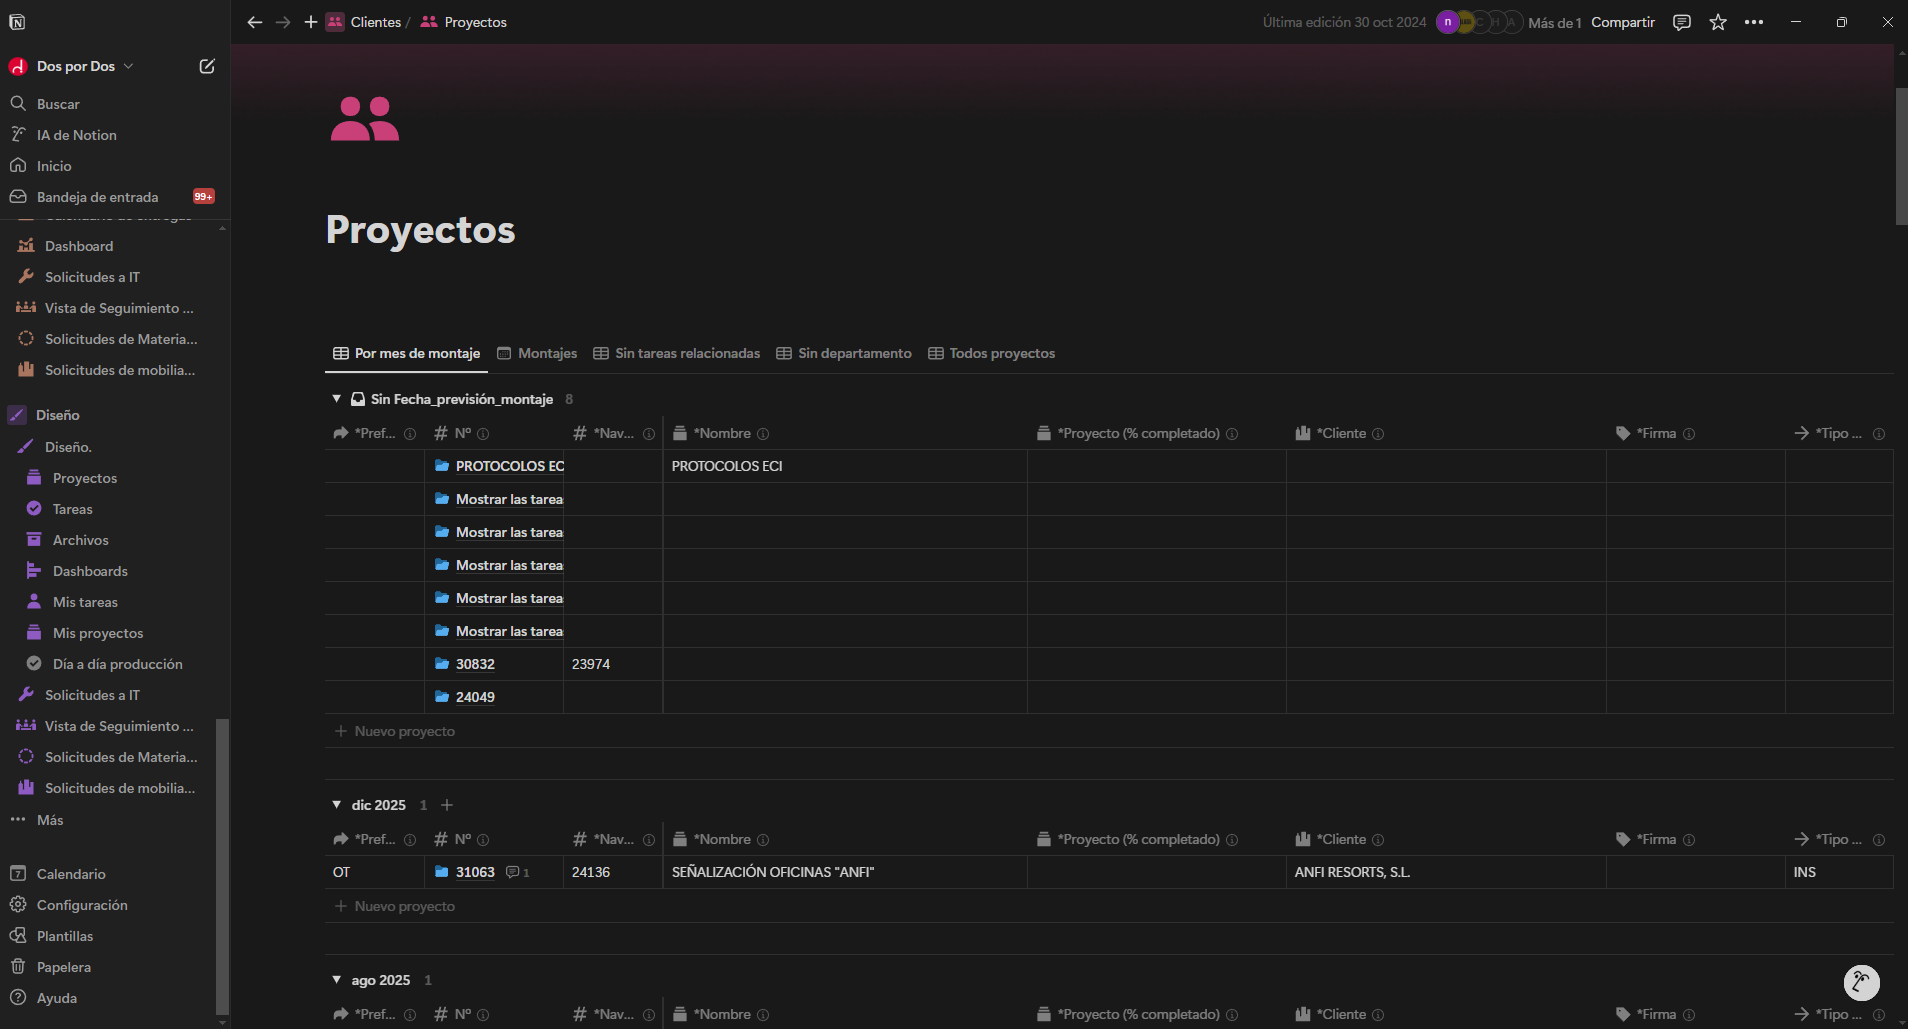 Clientes / Proyectos
Última edición 30 oct 2024
n
C
H
A
Más de 1
Compartir
Dos por Dos
Buscar
IA de Notion
Inicio
Bandeja de entrada 99+
Calendario de entregas
Dashboard
Solicitudes a IT
Vista de Seguimiento ...
Solicitudes de Materia...
Solicitudes de mobilia...
Diseño
Diseño.
Proyectos
Tareas
Archivos
Dashboards
Mis tareas
Mis proyectos
Día a día producción
Solicitudes a IT
Vista de Seguimiento ...
Solicitudes de Materia...
Solicitudes de mobilia...
Más
7 Calendario
Configuración
Plantillas
Papelera
Ayuda
Proyectos
Por mes de montaje Montajes Sin tareas relacionadas Sin departamento Todos proyectos
Sin Fecha_previsión_montaje 8
*Pref... Nº *Nav... *Nombre *Proyecto (% completado) *Cliente *Firma *Tipo ...
PROTOCOLOS EC PROTOCOLOS ECI
Mostrar las tarea
Mostrar las tarea
Mostrar las tarea
Mostrar las tarea
Mostrar las tarea
30832 23974
24049
+ Nuevo proyecto
dic 2025 1 +
*Pref... Nº *Nav... *Nombre *Proyecto (% completado) *Cliente *Firma *Tipo ...
OT 31063 1 24136 SEÑALIZACIÓN OFICINAS "ANFI" ANFI RESORTS, S.L. INS
+ Nuevo proyecto
ago 2025 1
*Pref... Nº *Nav... *Nombre *Proyecto (% completado) *Cliente *Firma *Tipo ...